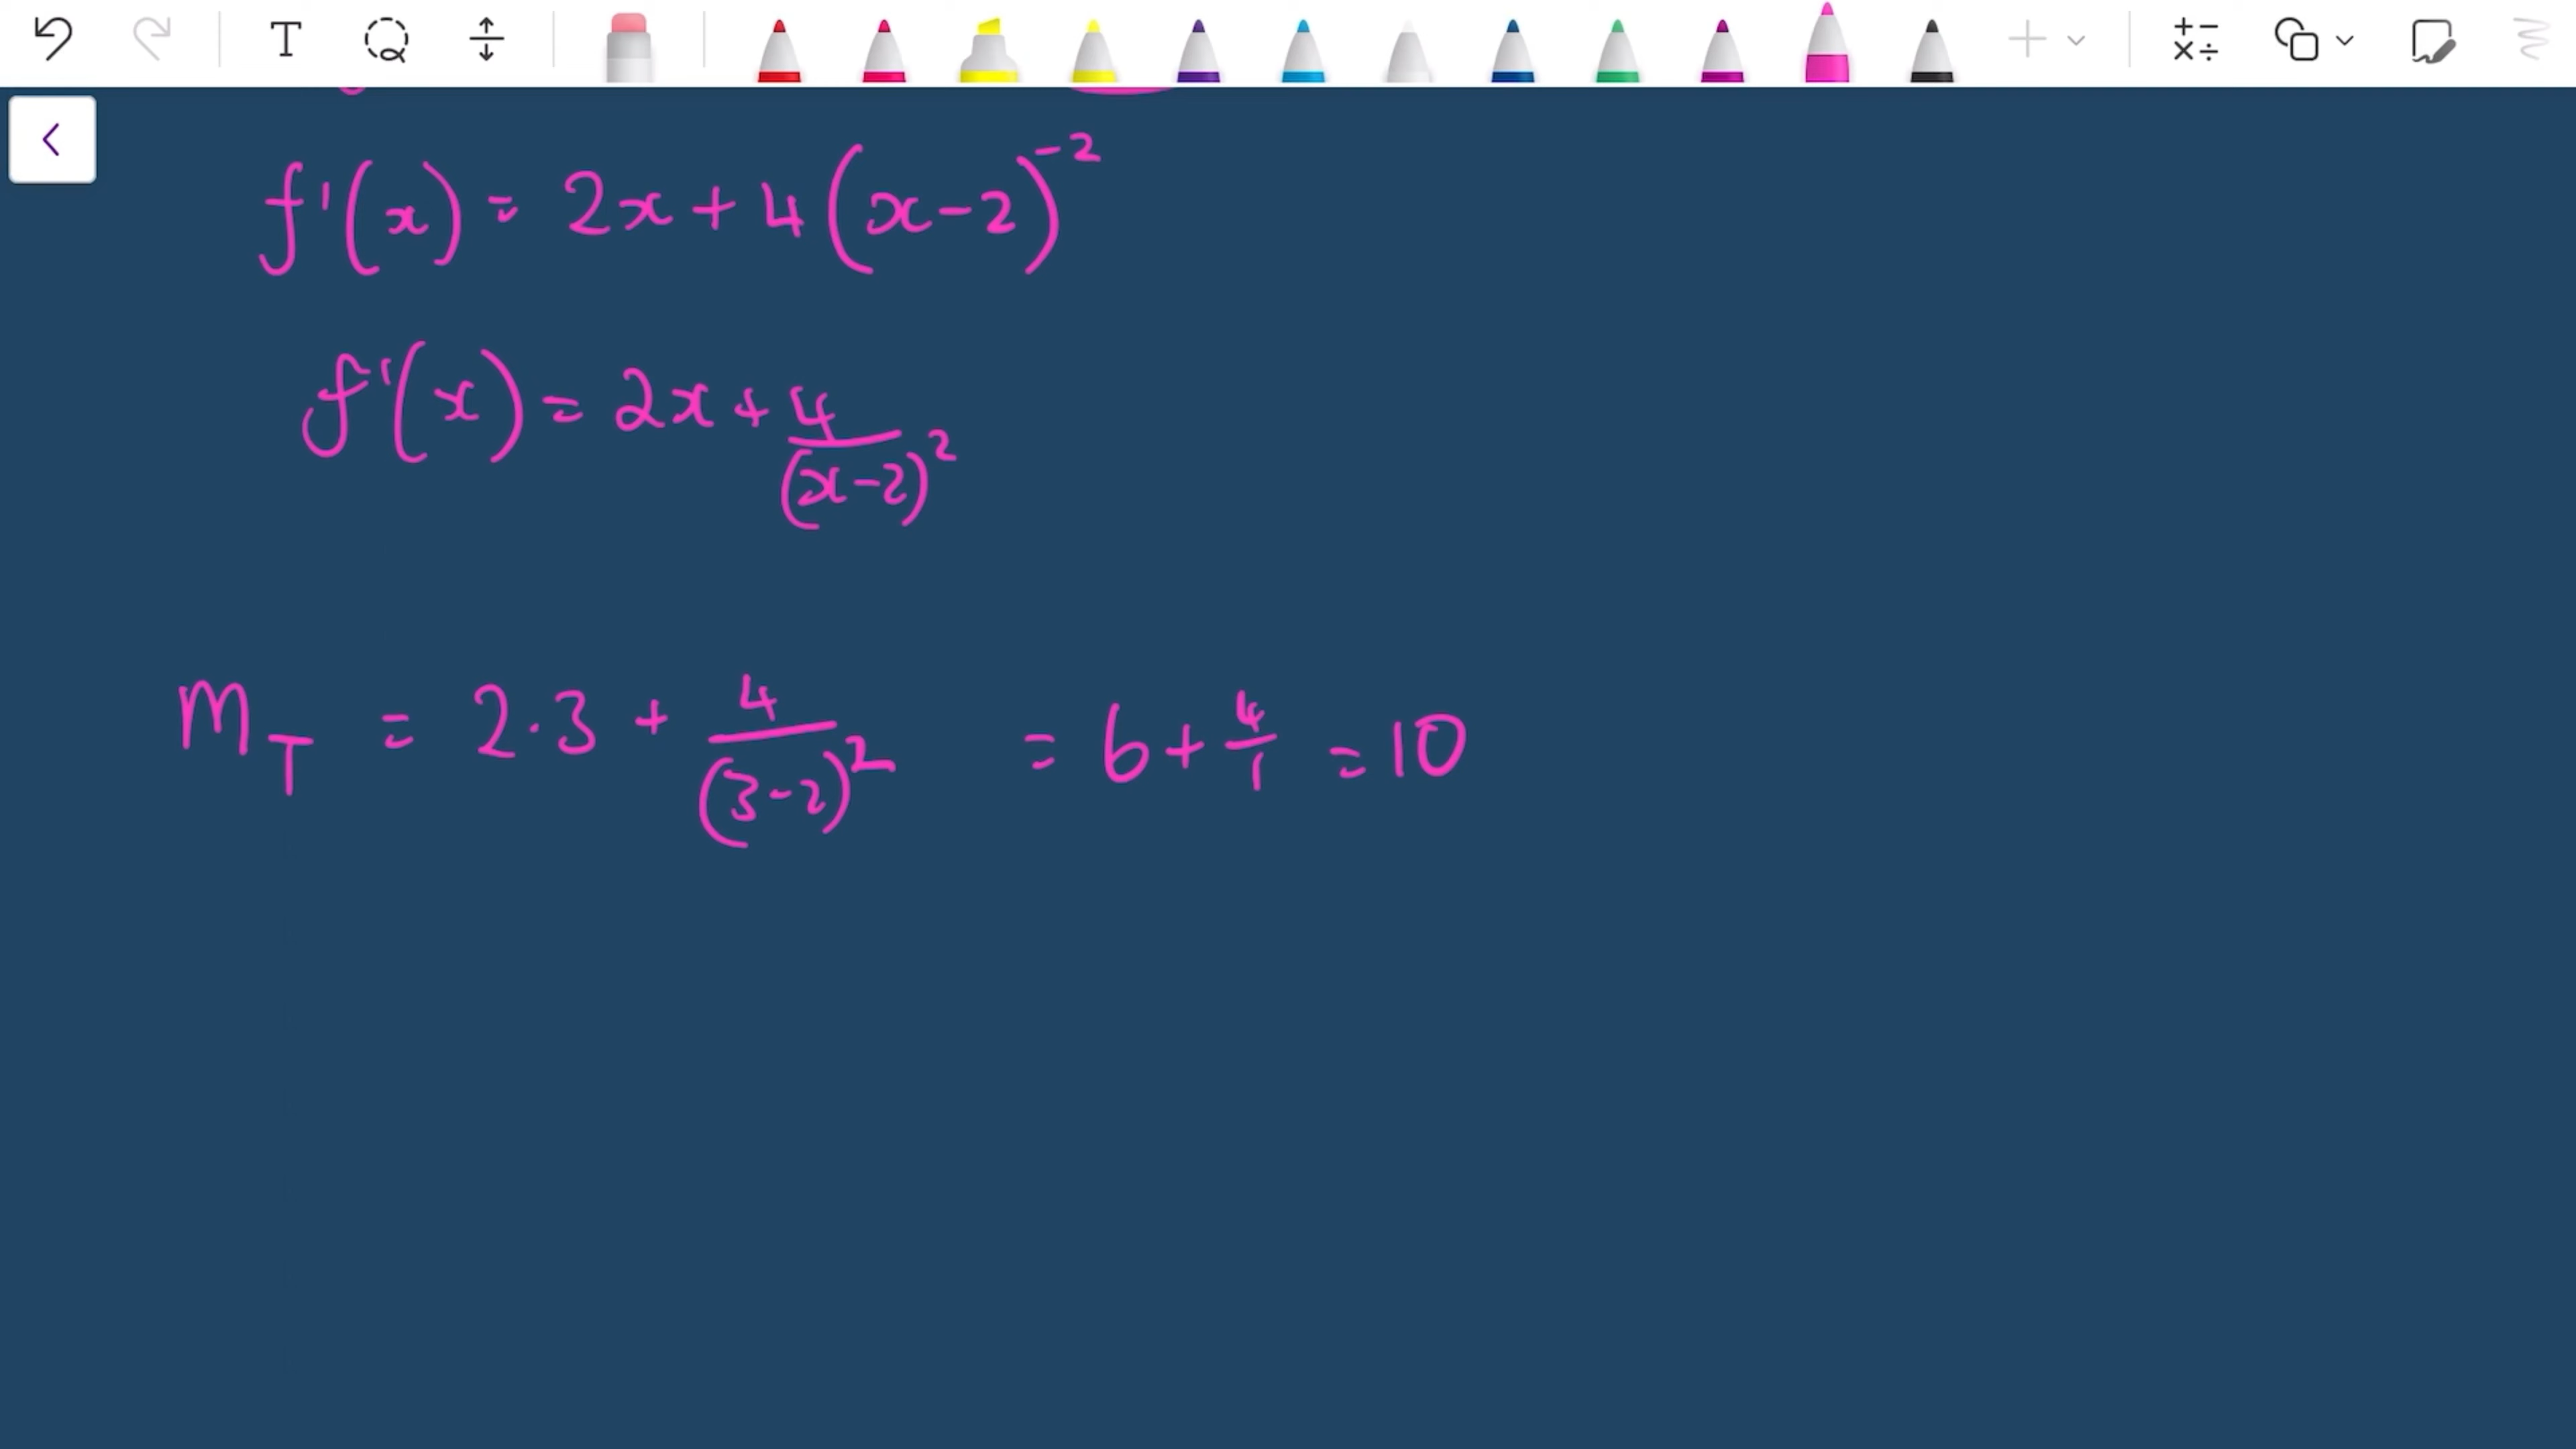 T
f'(x) = 2x + 4(x-2)^-2
f'(x) = 2x + 4/(x-2)^2
m_T = 2·3 + 4/(3-2)^2 = 6 + 4/1 = 10